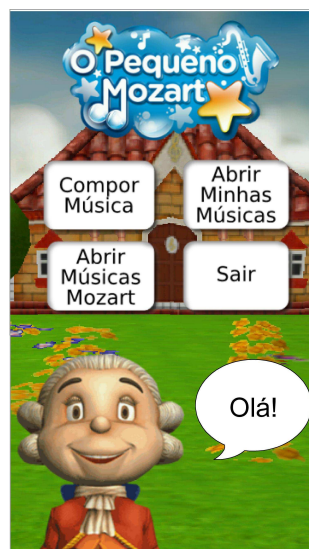 O Pequeno
Mozart
Compor
Música
Abrir
Minhas
Músicas
Abrir
Músicas
Mozart
Sair
Olá!